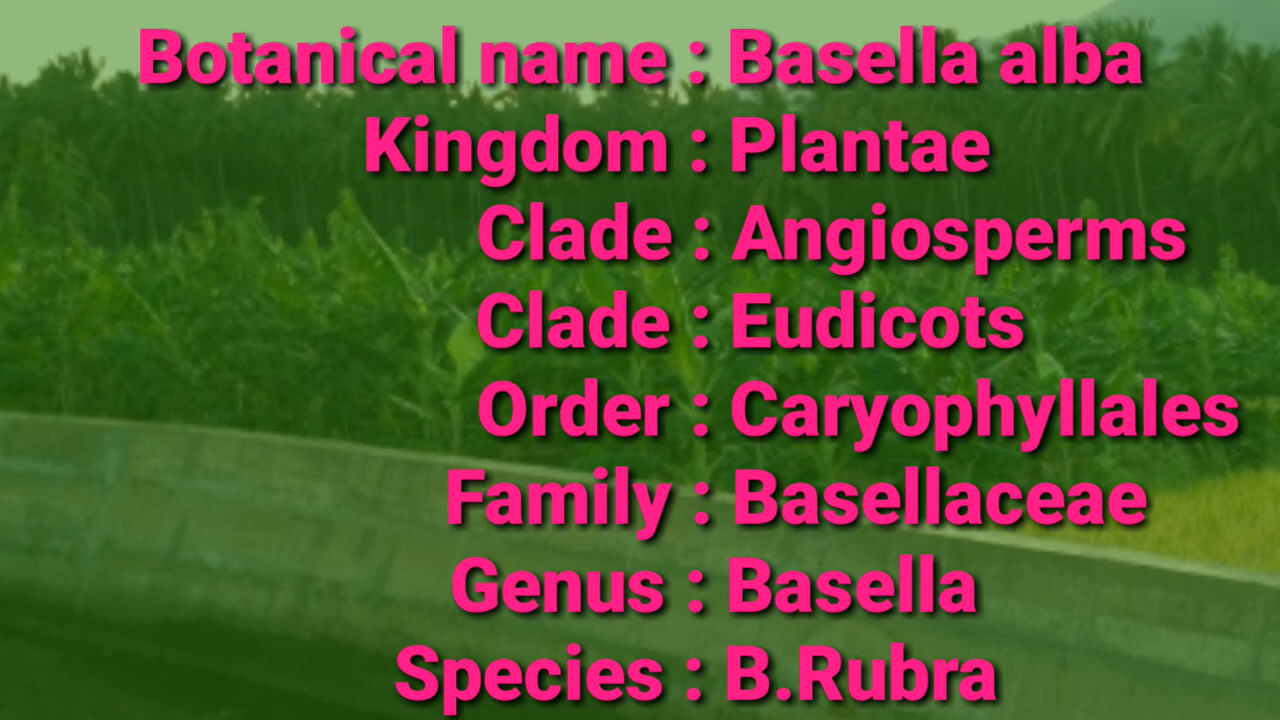 Botanical name : Basella alba
Kingdom : Plantae
Clade : Angiosperms
Clade : Eudicots
Order : Caryophyllales
Family : Basellaceae
Genus : Basella
Species : B.Rubra